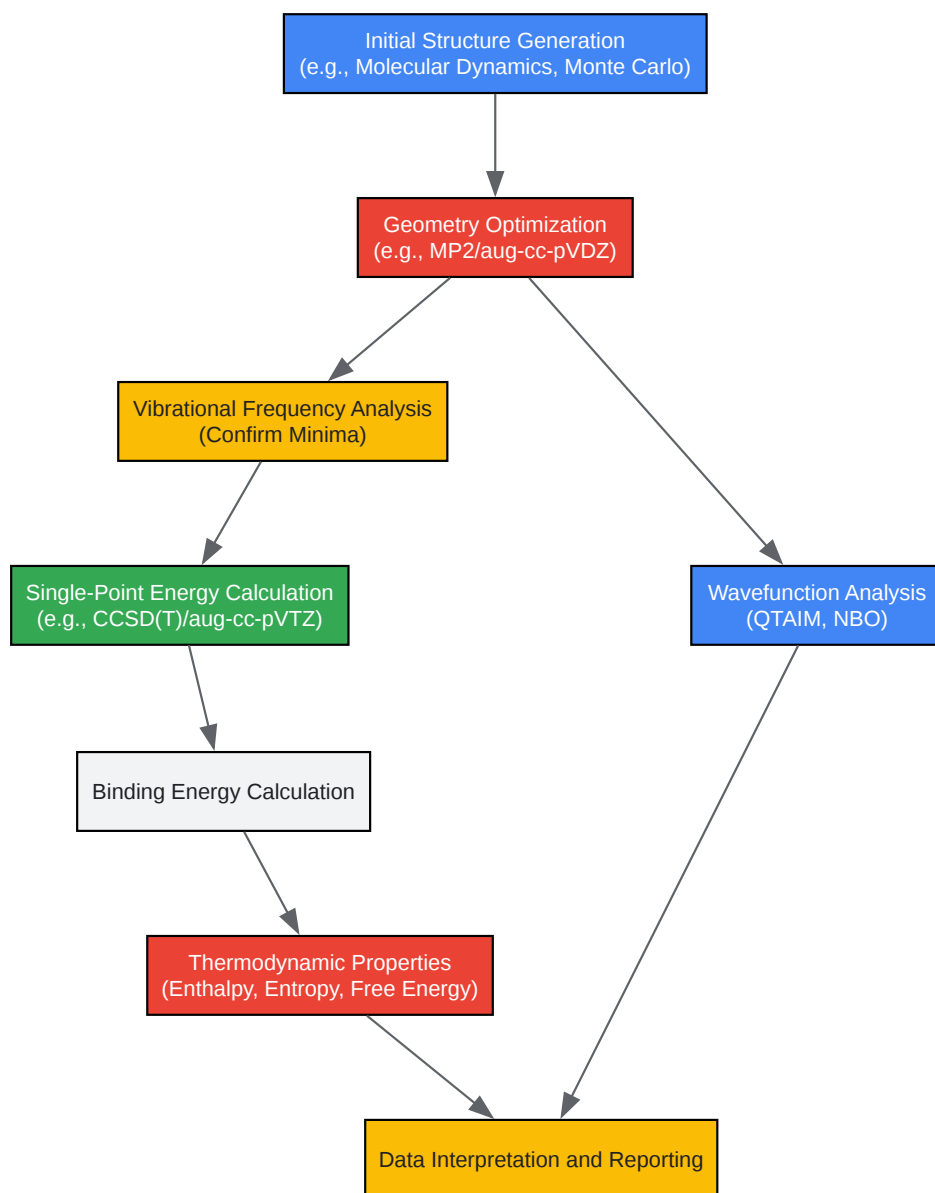 Initial Structure Generation
(e.g., Molecular Dynamics, Monte Carlo)
Geometry Optimization
(e.g., MP2/aug-cc-pVDZ)
Vibrational Frequency Analysis
(Confirm Minima)
Single-Point Energy Calculation
(e.g., CCSD(T)/aug-cc-pVTZ)
Wavefunction Analysis
(QTAIM, NBO)
Binding Energy Calculation
Thermodynamic Properties
(Enthalpy, Entropy, Free Energy)
Data Interpretation and Reporting